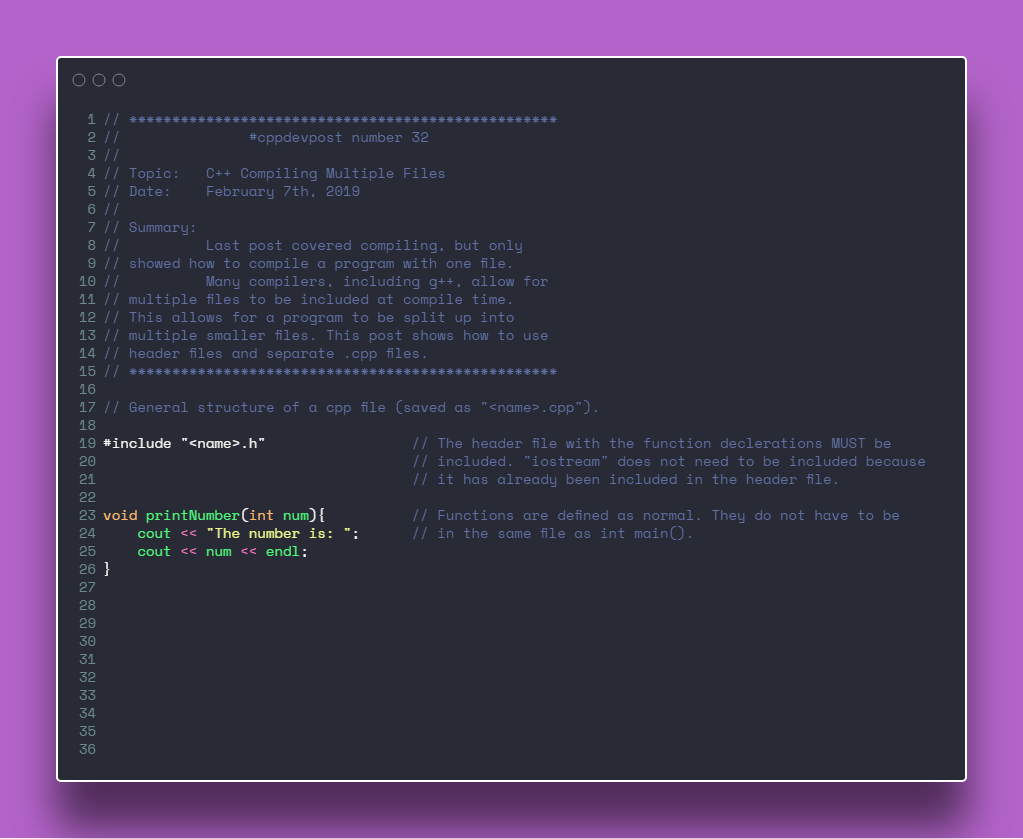 1 // **************************************************
2 //               #cppdevpost number 32
3 //
4 // Topic:   C++ Compiling Multiple Files
5 // Date:    February 7th, 2019
6 //
7 // Summary:
8 //          Last post covered compiling, but only
9 // showed how to compile a program with one file.
10 //          Many compilers, including g++, allow for
11 // multiple files to be included at compile time.
12 // This allows for a program to be split up into
13 // multiple smaller files. This post shows how to use
14 // header files and separate .cpp files.
15 // **************************************************
16
17 // General structure of a cpp file (saved as "<name>.cpp").
18
19 #include "<name>.h"                 // The header file with the function declerations MUST be
20                                     // included. "iostream" does not need to be included because
21                                     // it has already been included in the header file.
22
23 void printNumber(int num){          // Functions are defined as normal. They do not have to be
24     cout << "The number is: ";      // in the same file as int main().
25     cout << num << endl;
26 }
27
28
29
30
31
32
33
34
35
36